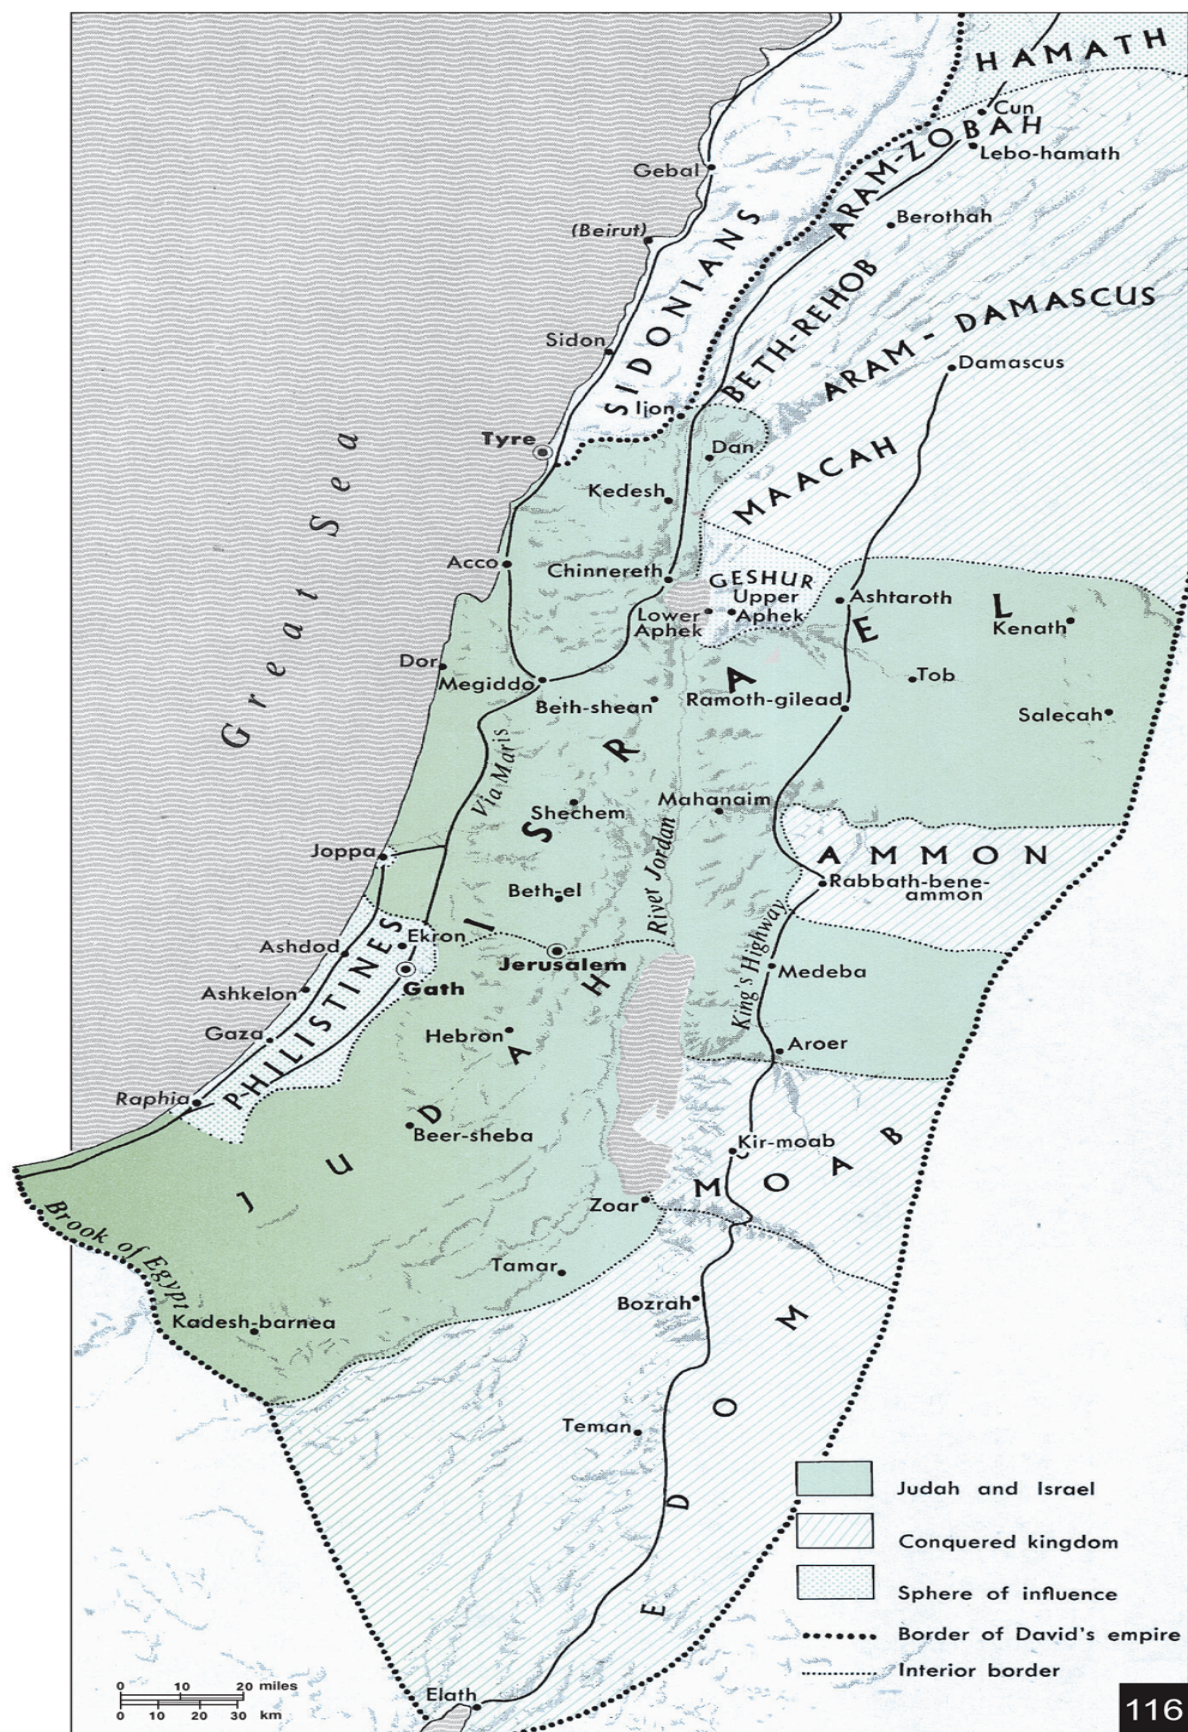 HAMATH
Cun
ARAM-ZOBAH
Lebo-hamath
Gebal
Berothah
(Beirut)
SIDONIANS
BETH-REHOB
ARAM - DAMASCUS
Sidon
Damascus
Ijon
Tyre
Dan
MAACAH
Kedesh
Great Sea
Acco
Chinnereth
GESHUR
Upper
Aphek
Lower
Aphek
Ashtaroth
Kenath
Dor
Megiddo
Tob
Beth-shean
Ramoth-gilead
Salecah
ISRAEL
Via Maris
Shechem
Mahanaim
River Jordan
Joppa
AMMON
Beth-el
Rabbath-bene-
ammon
King's Highway
Ashdod
Ekron
Jerusalem
Medeba
Ashkelon
Gath
PHILISTINES
Gaza
Hebron
Aroer
Raphia
JUDAH
Beer-sheba
Kir-moab
MOAB
Zoar
Brook of Egypt
Tamar
Bozrah
Kadesh-barnea
EDOM
Teman
Judah and Israel
Conquered kingdom
Sphere of influence
Border of David's empire
Interior border
Elath
0 10 20 miles
0 10 20 30 km
116